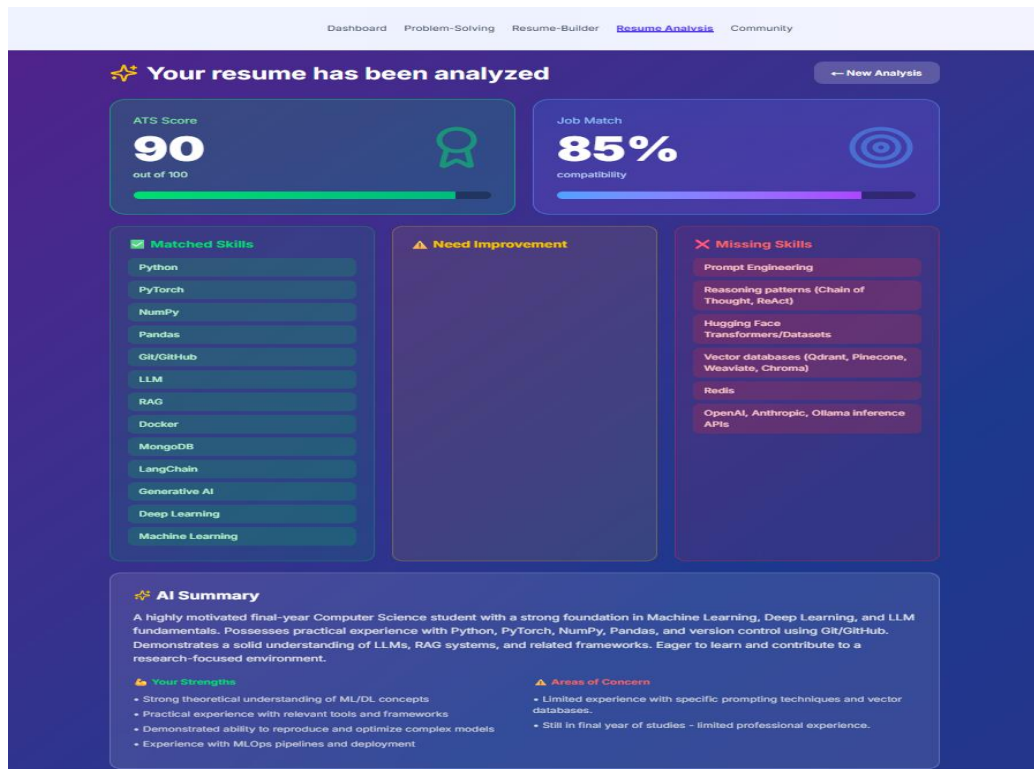 Dashboard Problem-Solving Resume-Builder Resume Analysis Community
Your resume has been analyzed
← New Analysis
ATS Score
90
out of 100
Job Match
85%
compatibility
Matched Skills
Python
PyTorch
NumPy
Pandas
Git/GitHub
LLM
RAG
Docker
MongoDB
LangChain
Generative AI
Deep Learning
Machine Learning
Need Improvement
Missing Skills
Prompt Engineering
Reasoning patterns (Chain of
Thought, ReAct)
Hugging Face
Transformers/Datasets
Vector databases (Qdrant, Pinecone,
Weaviate, Chroma)
Redis
OpenAI, Anthropic, Ollama inference
APIs
AI Summary
A highly motivated final-year Computer Science student with a strong foundation in Machine Learning, Deep Learning, and LLM
fundamentals. Possesses practical experience with Python, PyTorch, NumPy, Pandas, and version control using Git/GitHub.
Demonstrates a solid understanding of LLMs, RAG systems, and related frameworks. Eager to learn and contribute to a
research-focused environment.
Your Strengths
• Strong theoretical understanding of ML/DL concepts
• Practical experience with relevant tools and frameworks
• Demonstrated ability to reproduce and optimize complex models
• Experience with MLOps pipelines and deployment
Areas of Concern
• Limited experience with specific prompting techniques and vector
databases.
• Still in final year of studies - limited professional experience.